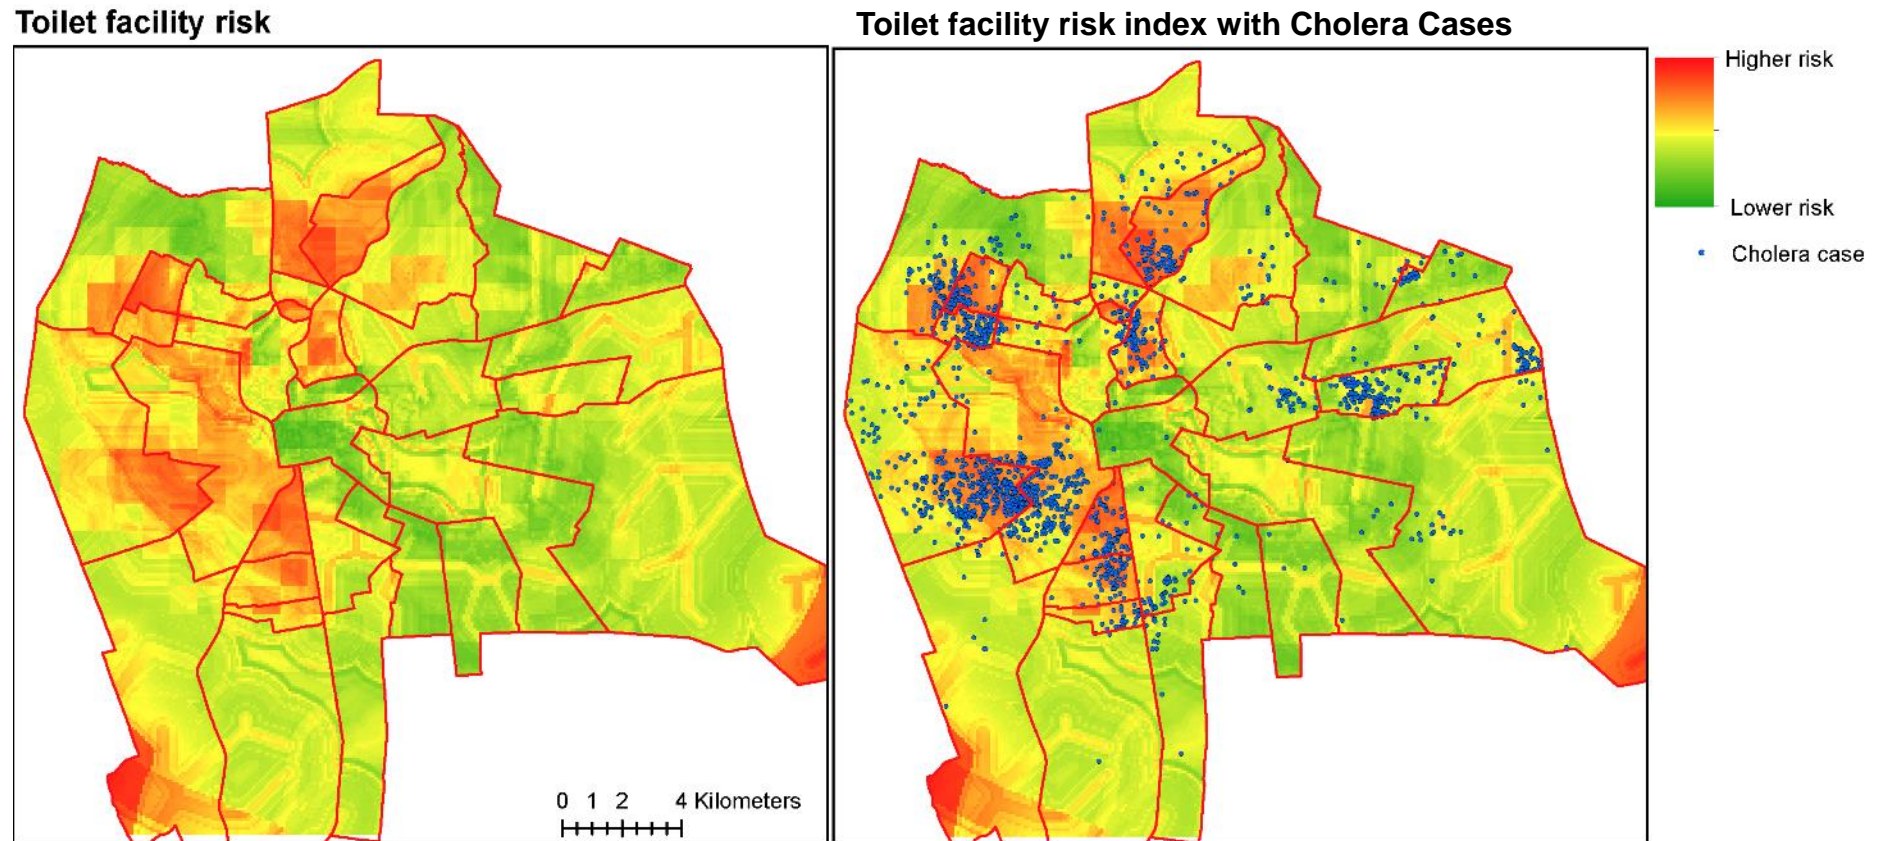 Toilet facility risk
Toilet facility risk index with Cholera Cases
Higher risk
Lower risk
Cholera case
0 1 2 4 Kilometers